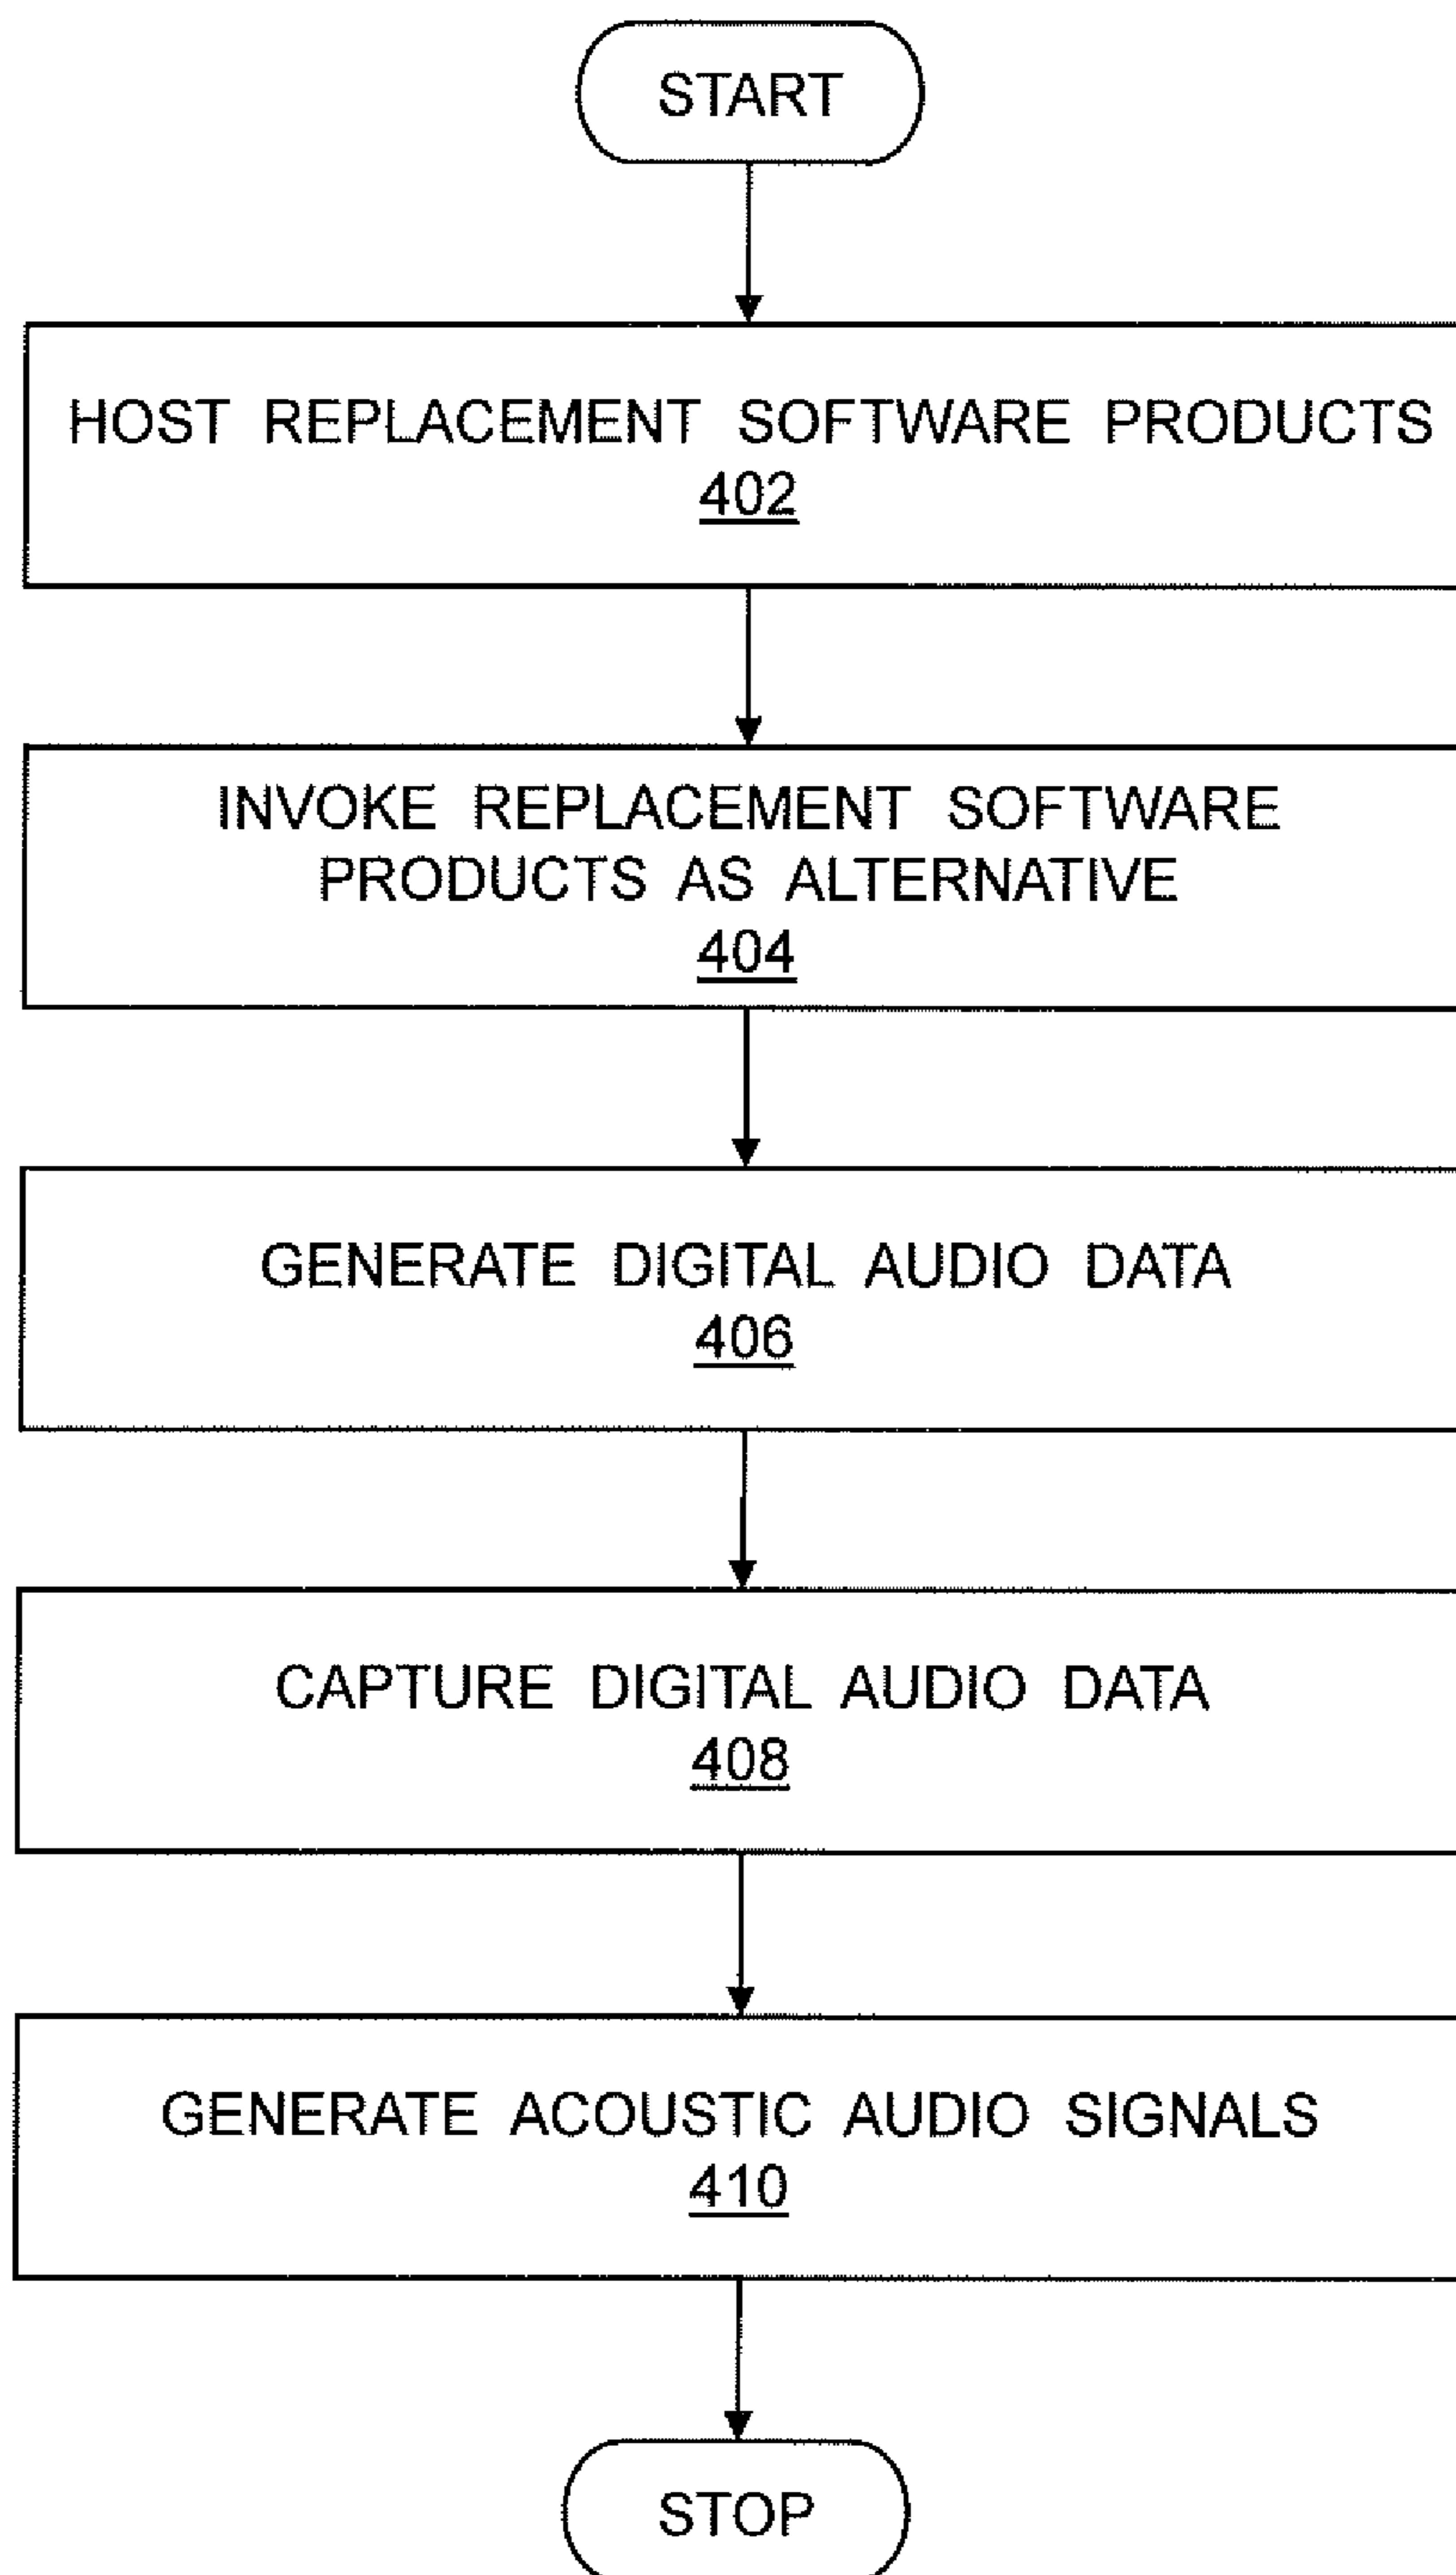 START
HOST REPLACEMENT SOFTWARE PRODUCTS
402
INVOKE REPLACEMENT SOFTWARE
PRODUCTS AS ALTERNATIVE
404
GENERATE DIGITAL AUDIO DATA
406
CAPTURE DIGITAL AUDIO DATA
408
GENERATE ACOUSTIC AUDIO SIGNALS
410
STOP